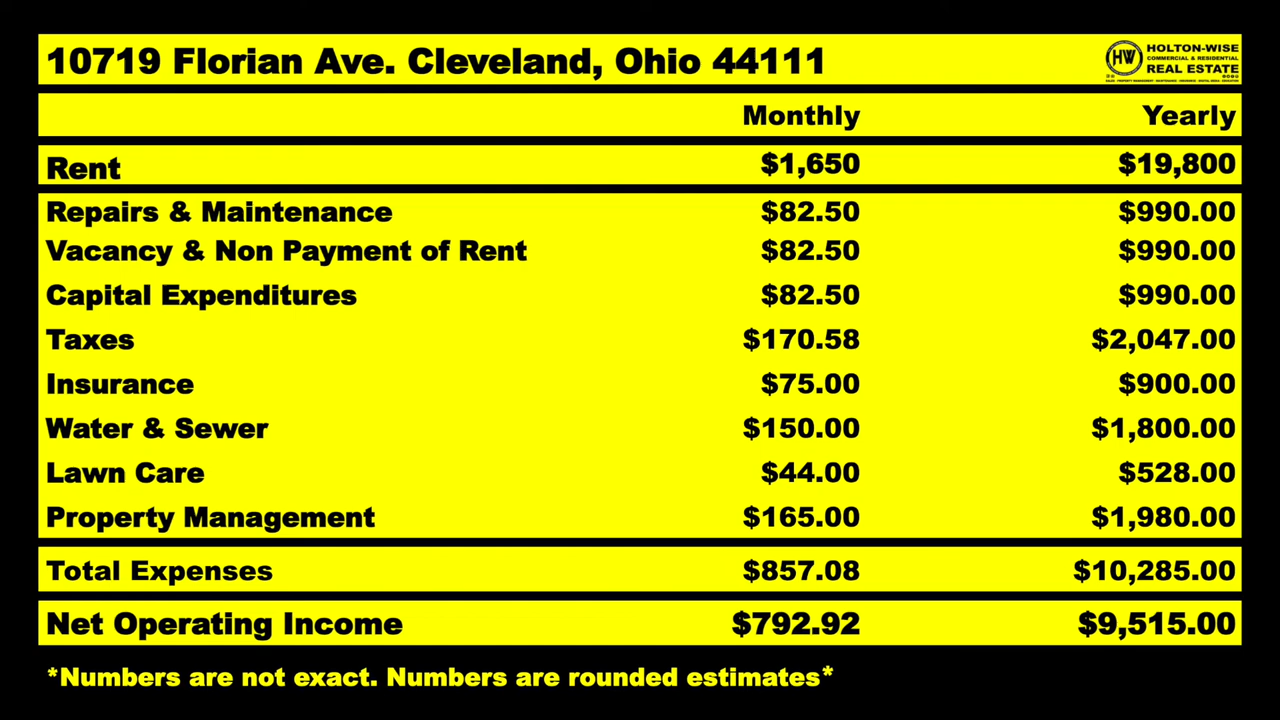 10719 Florian Ave. Cleveland, Ohio 44111
HW
HOLTON-WISE
COMMERCIAL & RESIDENTIAL
REAL ESTATE
Monthly Yearly
Rent $1,650 $19,800
Repairs & Maintenance $82.50 $990.00
Vacancy & Non Payment of Rent $82.50 $990.00
Capital Expenditures $82.50 $990.00
Taxes $170.58 $2,047.00
Insurance $75.00 $900.00
Water & Sewer $150.00 $1,800.00
Lawn Care $44.00 $528.00
Property Management $165.00 $1,980.00
Total Expenses $857.08 $10,285.00
Net Operating Income $792.92 $9,515.00
*Numbers are not exact. Numbers are rounded estimates*